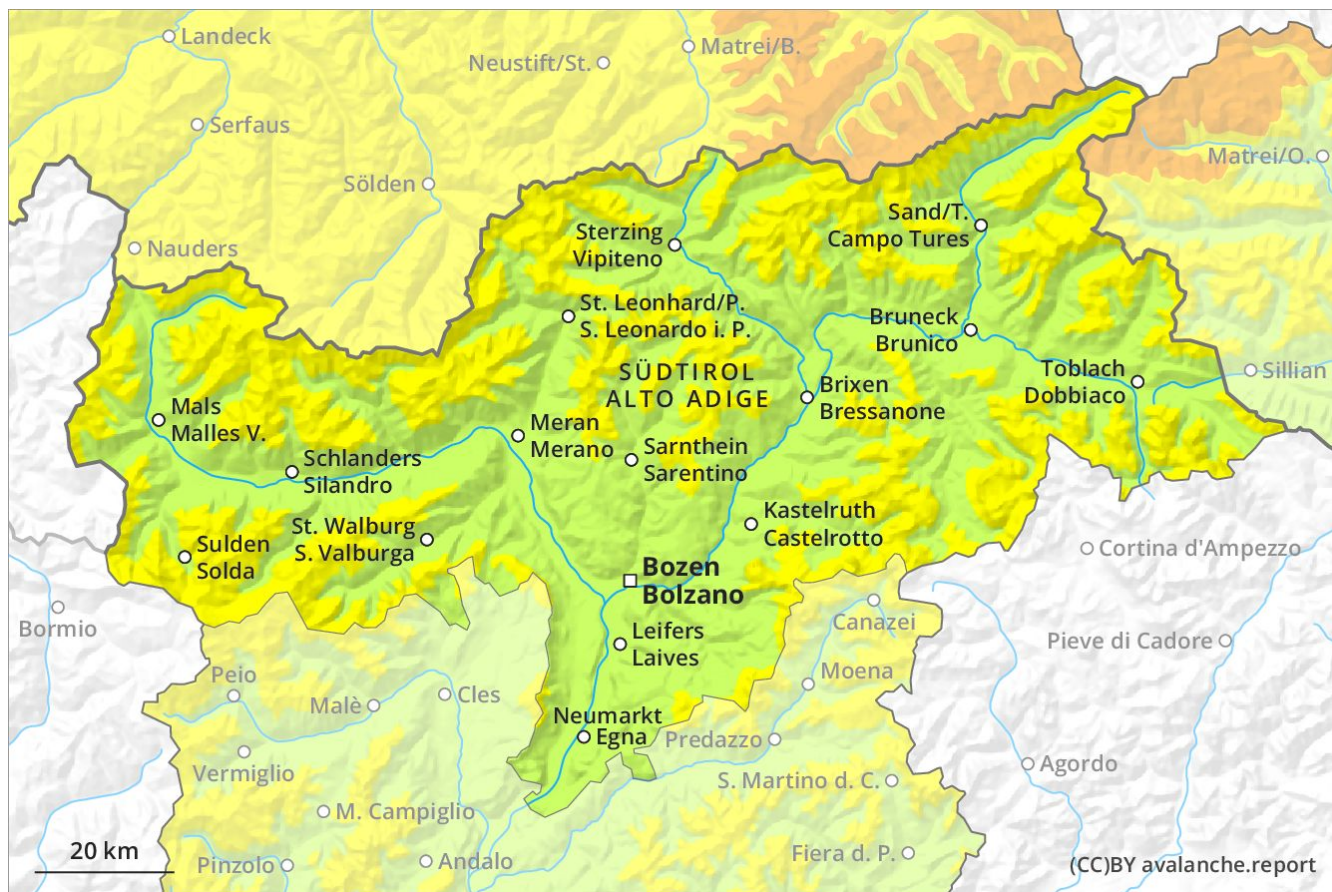 Landeck
Matrei/B.
Neustift/St.
Serfaus
Matrei/O.
Sölden
Sand/T.
Campo Tures
Sterzing
Vipiteno
Nauders
St. Leonhard/P.
S. Leonardo i. P.
Bruneck
Brunico
SÜDTIROL
ALTO ADIGE
Toblach
Dobbiaco
Sillian
Brixen
Bressanone
Mals
Malles V.
Meran
Merano
Sarnthein
Sarentino
Schlanders
Silandro
Kastelruth
Castelrotto
St. Walburg
S. Valburga
Sulden
Solda
Cortina d'Ampezzo
Bozen
Bolzano
Bormio
Canazei
Leifers
Laives
Pieve di Cadore
Peio
Moena
Malè
Cles
Neumarkt
Egna
Predazzo
Vermiglio
Agordo
S. Martino d. C.
M. Campiglio
20 km
Pinzolo
Andalo
Fiera d. P.
(CC)BY avalanche.report